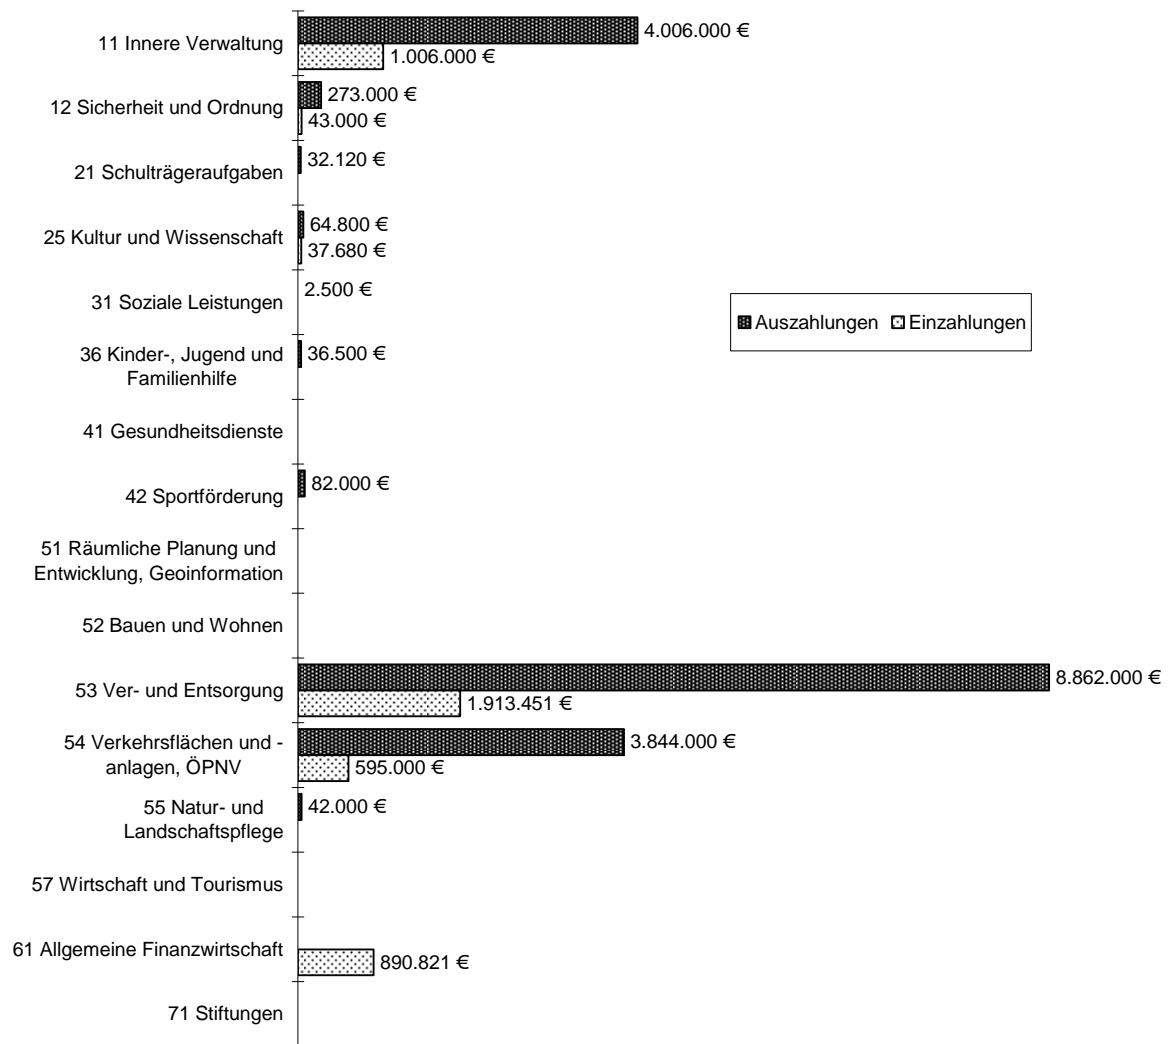 11 Innere Verwaltung
4.006.000 €
1.006.000 €
12 Sicherheit und Ordnung
273.000 €
43.000 €
21 Schulträgeraufgaben
32.120 €
25 Kultur und Wissenschaft
64.800 €
37.680 €
31 Soziale Leistungen
2.500 €
36 Kinder-, Jugend und
Familienhilfe
36.500 €
41 Gesundheitsdienste
42 Sportförderung
82.000 €
51 Räumliche Planung und
Entwicklung, Geoinformation
52 Bauen und Wohnen
53 Ver- und Entsorgung
8.862.000 €
1.913.451 €
54 Verkehrsflächen und -
anlagen, ÖPNV
3.844.000 €
595.000 €
55 Natur- und
Landschaftspflege
42.000 €
57 Wirtschaft und Tourismus
61 Allgemeine Finanzwirtschaft
890.821 €
71 Stiftungen
Auszahlungen Einzahlungen